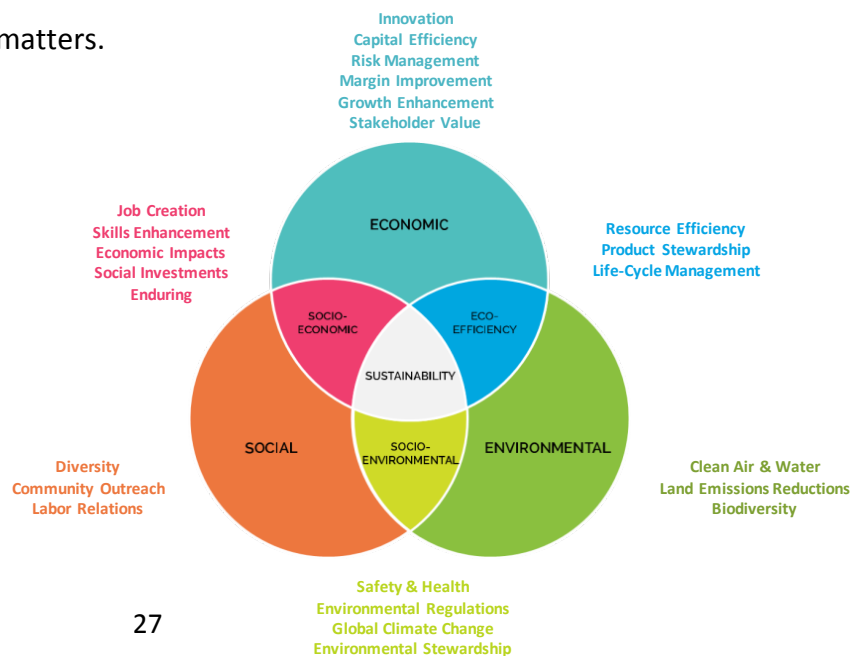 matters.
Innovation
Capital Efficiency
Risk Management
Margin Improvement
Growth Enhancement
Stakeholder Value
Job Creation
Skills Enhancement
Economic Impacts
Social Investments
Enduring
ECONOMIC
Resource Efficiency
Product Stewardship
Life-Cycle Management
SOCIO-
ECONOMIC
ECO-
EFFICIENCY
SUSTAINABILITY
SOCIAL
SOCIO-
ENVIRONMENTAL
ENVIRONMENTAL
Diversity
Community Outreach
Labor Relations
Clean Air & Water
Land Emissions Reductions
Biodiversity
Safety & Health
Environmental Regulations
Global Climate Change
Environmental Stewardship
27